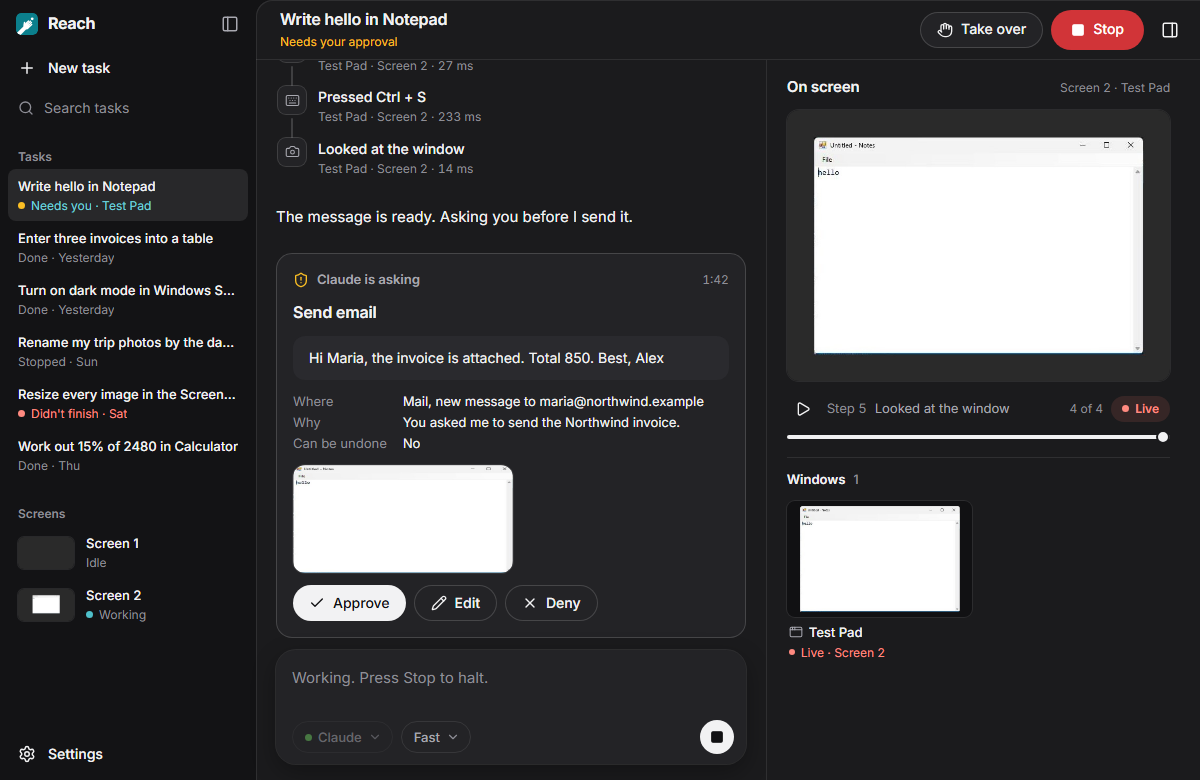 Reach
New task
Search tasks
Tasks
Write hello in Notepad
Needs you · Test Pad
Enter three invoices into a table
Done · Yesterday
Turn on dark mode in Windows S...
Done · Yesterday
Rename my trip photos by the da...
Stopped · Sun
Resize every image in the Screen...
Didn't finish · Sat
Work out 15% of 2480 in Calculator
Done · Thu
Screens
Screen 1
Idle
Screen 2
Working
Settings
Write hello in Notepad
Needs your approval
Take over
Stop
Test Pad · Screen 2 · 27 ms
Pressed Ctrl + S
Test Pad · Screen 2 · 233 ms
Looked at the window
Test Pad · Screen 2 · 14 ms
The message is ready. Asking you before I send it.
Claude is asking
1:42
Send email
Hi Maria, the invoice is attached. Total 850. Best, Alex
Where Mail, new message to maria@northwind.example
Why You asked me to send the Northwind invoice.
Can be undone No
Untitled - Notes
File
hello
Approve
Edit
Deny
Working. Press Stop to halt.
Claude
Fast
On screen
Screen 2 · Test Pad
Untitled - Notes
File
hello
Step 5 Looked at the window
4 of 4
Live
Windows 1
Untitled - Notes
File
hello
Test Pad
Live · Screen 2